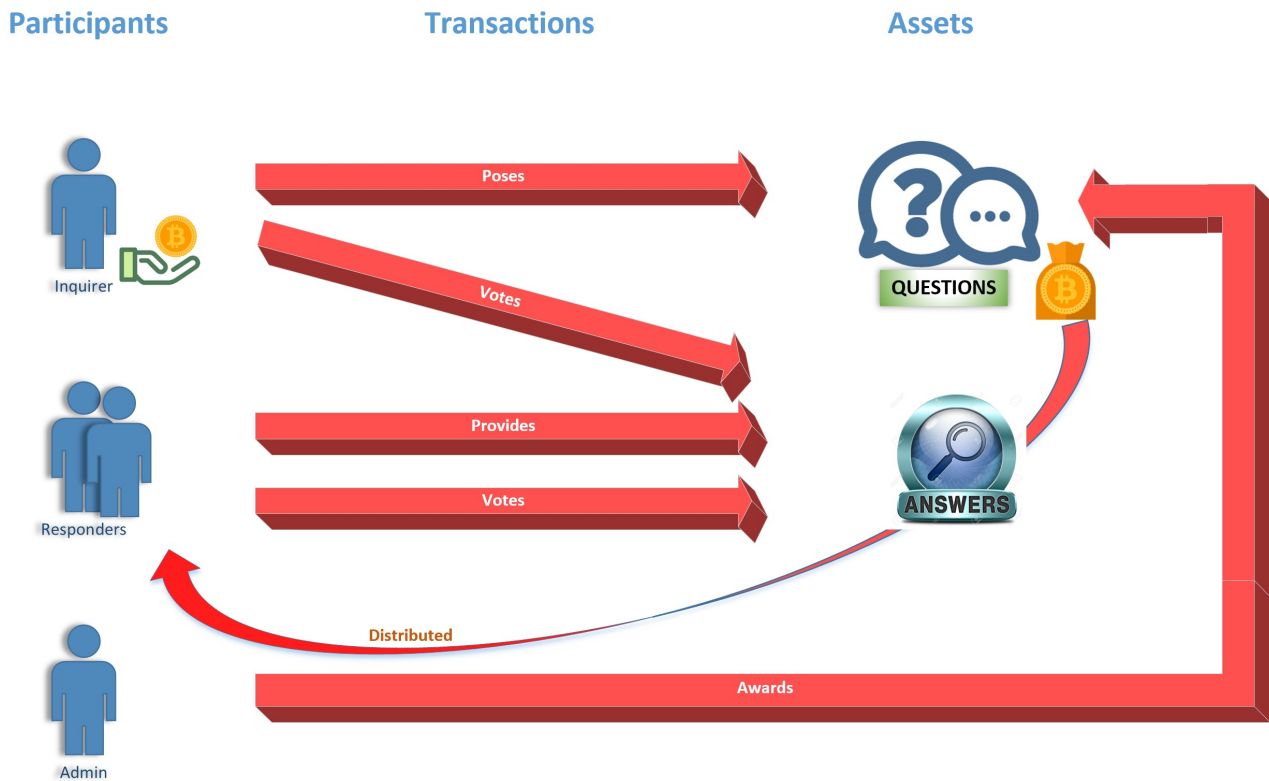 Participants
Transactions
Assets
Poses
Inquirer
Votes
QUESTIONS
Provides
Votes
Responders
ANSWERS
Distributed
Awards
Admin